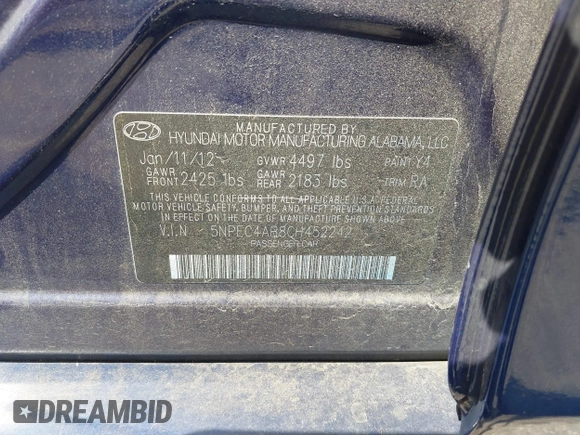 MANUFACTURED BY
HYUNDAI MOTOR MANUFACTURING ALABAMA, LLC
Jan/11/12 GVWR 4497 lbs PAINT: Y4
GAWR FRONT 2425 lbs GAWR REAR 2183 lbs TRIM: RA
THIS VEHICLE CONFORMS TO ALL APPLICABLE U.S.A. FEDERAL
MOTOR VEHICLE SAFETY, BUMPER, AND THEFT PREVENTION STANDARDS
IN EFFECT ON THE DATE OF MANUFACTURE SHOWN ABOVE
V.I.N : 5NPEC4AB8CH452242
PASSENGER CAR
DREAMBID